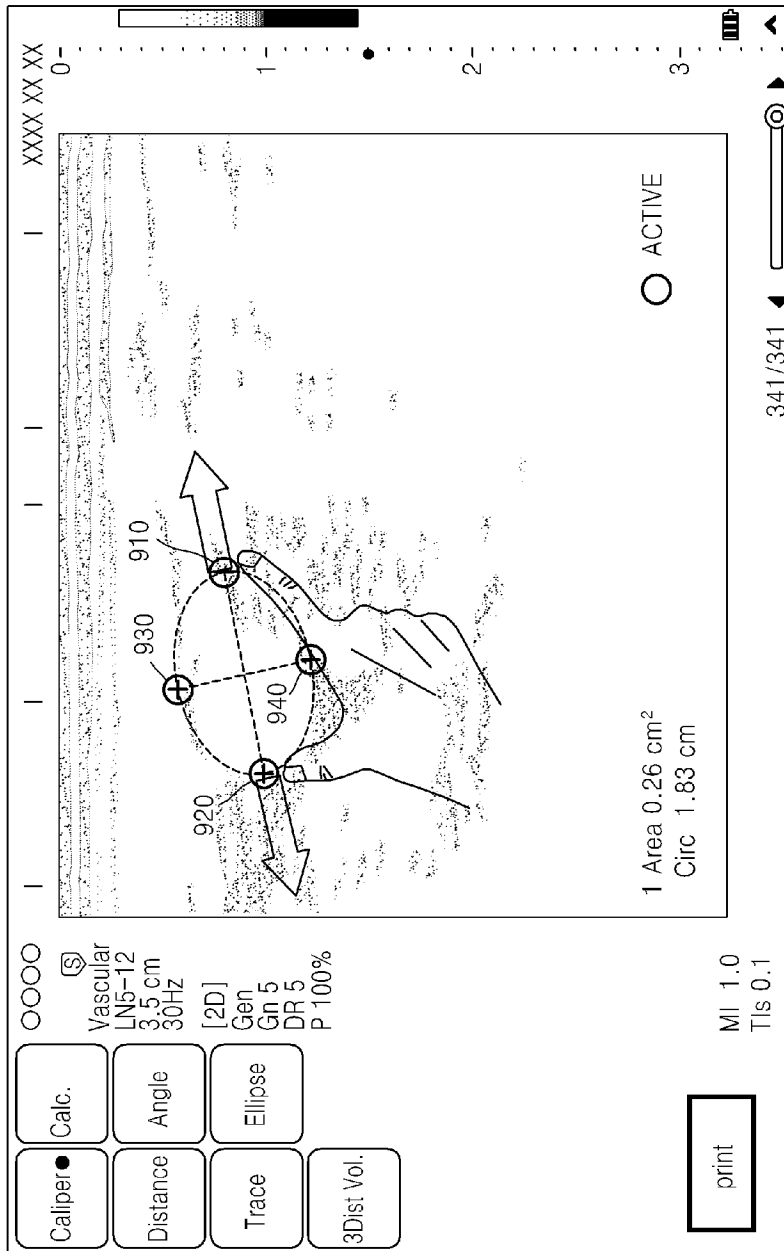 Caliper
Calc.
Distance
Angle
Trace
Ellipse
3Dist Vol.
print
OOOO
S
Vascular
LN5-12
3.5 cm
30Hz
[2D]
Gen
Gn 5
DR 5
P 100%
MI 1.0
TIs 0.1
XXXX XX XX
910
920
930
940
ACTIVE
1 Area 0.26 cm²
Circ 1.83 cm
0
1
2
3
341/341